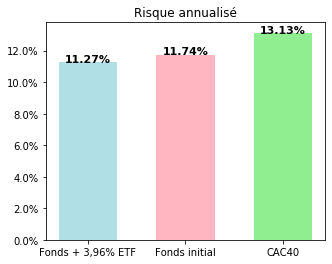 Risque annualisé
12.0%
10.0%
8.0%
6.0%
4.0%
2.0%
0.0%
11.27%
11.74%
13.13%
Fonds + 3,96% ETF
Fonds initial
CAC40